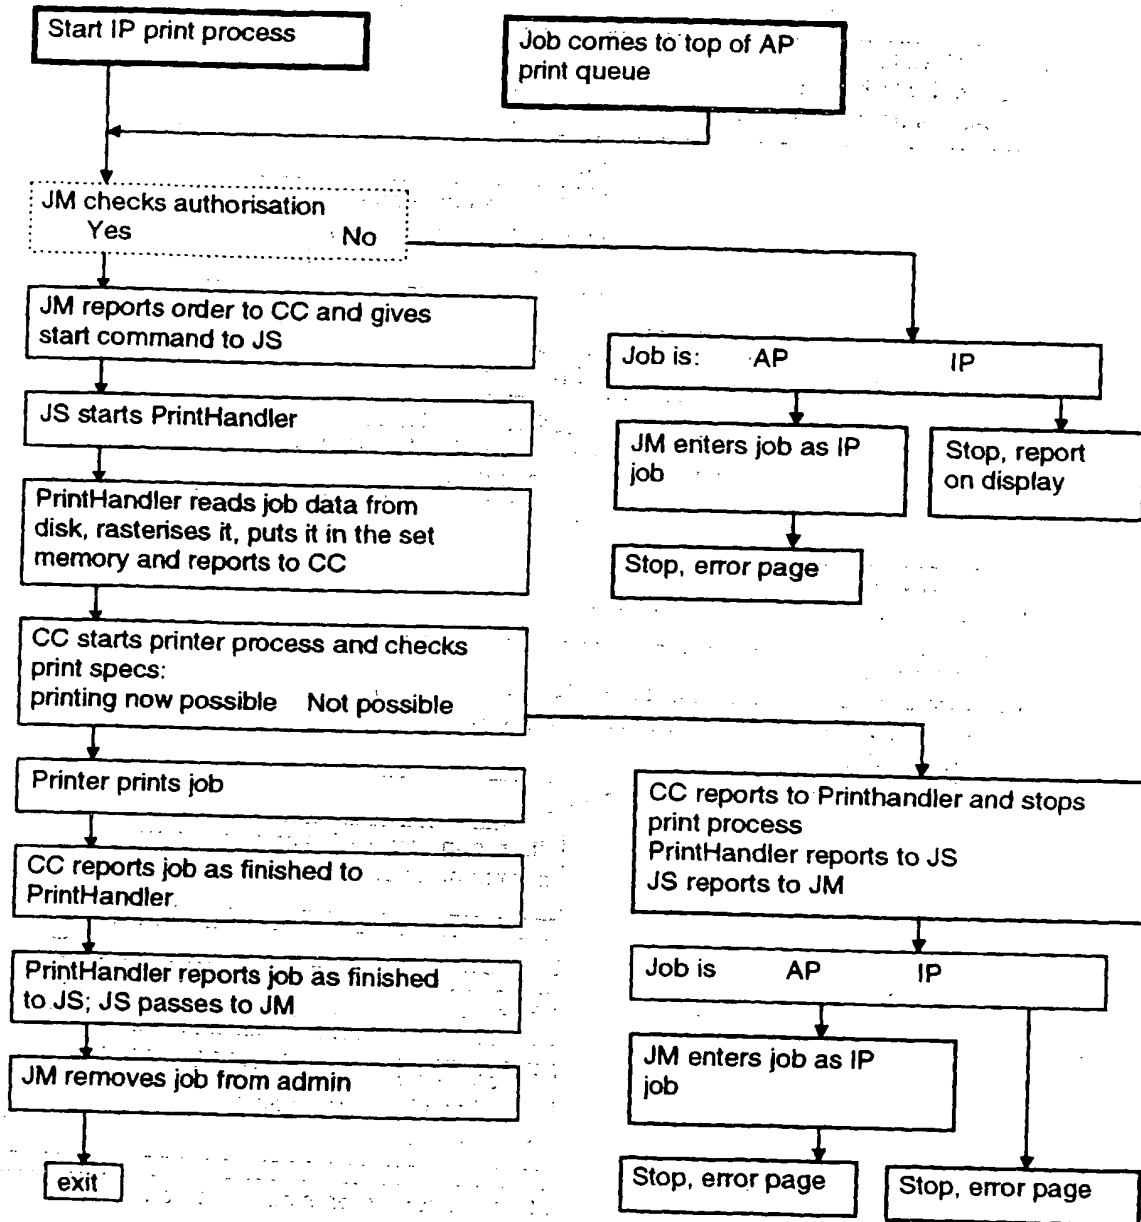 Start IP print process
Job comes to top of AP
print queue
JM checks authorisation
Yes No
JM reports order to CC and gives
start command to JS
Job is: AP IP
JS starts PrintHandler
JM enters job as IP
job
Stop, report
on display
PrintHandler reads job data from
disk, rasterises it, puts it in the set
memory and reports to CC
Stop, error page
CC starts printer process and checks
print specs:
printing now possible Not possible
Printer prints job
CC reports to Printhandler and stops
print process
PrintHandler reports to JS
JS reports to JM
CC reports job as finished to
PrintHandler
Job is AP IP
PrintHandler reports job as finished
to JS; JS passes to JM
JM enters job as IP
job
JM removes job from admin
exit
Stop, error page
Stop, error page